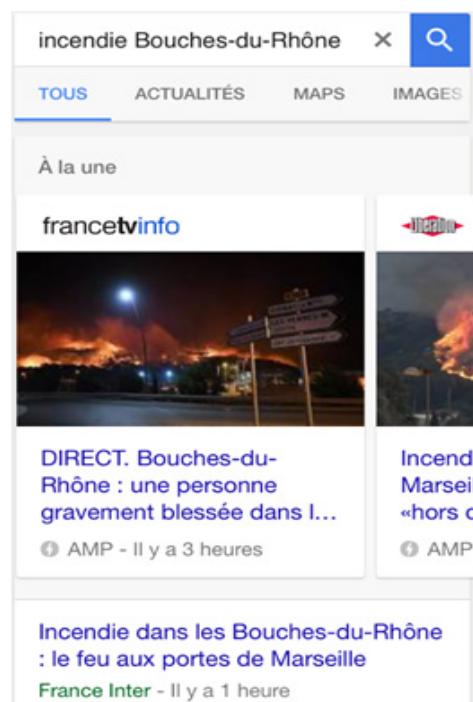 incendie Bouches-du-Rhône
TOUS ACTUALITÉS MAPS IMAGES
À la une
francetvinfo
Libération
DIRECT. Bouches-du-
Rhône : une personne
gravement blessée dans l...
AMP - Il y a 3 heures
Incend
Marseil
«hors
AMP
Incendie dans les Bouches-du-Rhône
: le feu aux portes de Marseille
France Inter - Il y a 1 heure